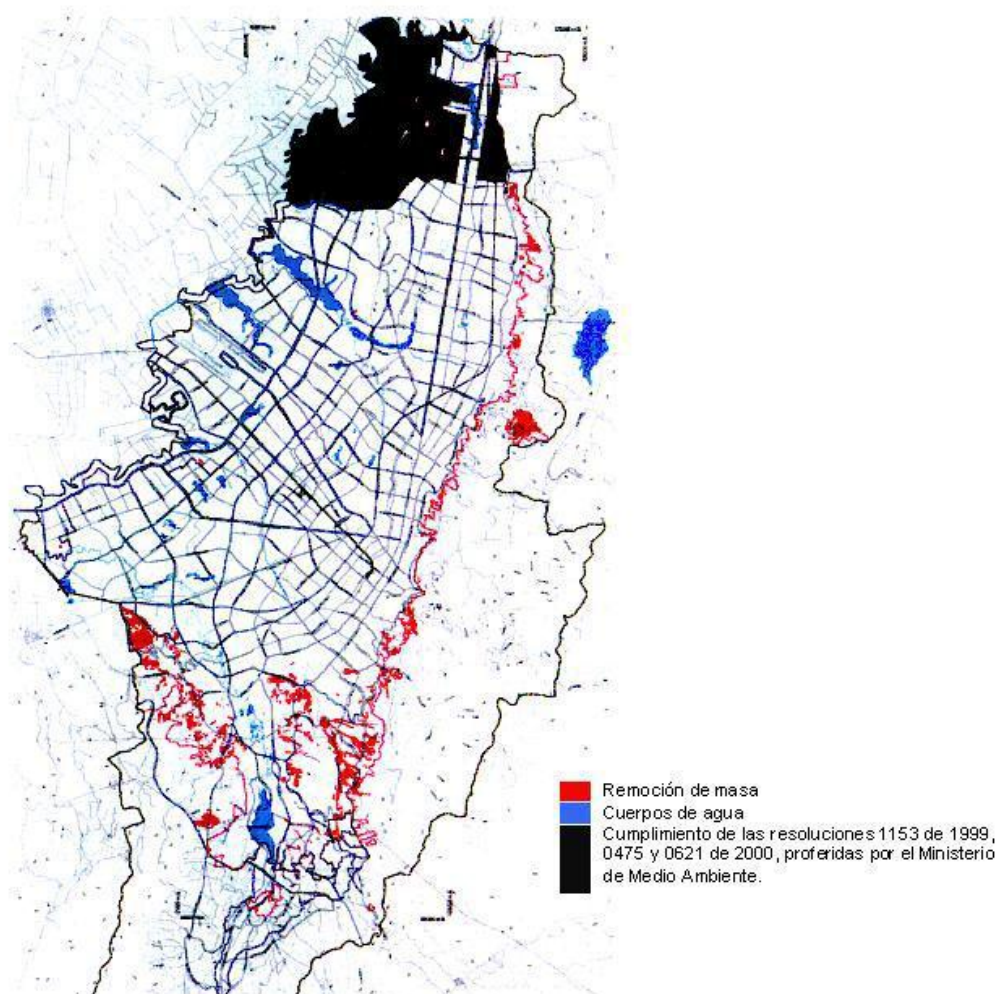 Remoción de masa
Cuerpos de agua
Cumplimiento de las resoluciones 1153 de 1999,
0475 y 0621 de 2000, proferidas por el Ministerio
de Medio Ambiente.